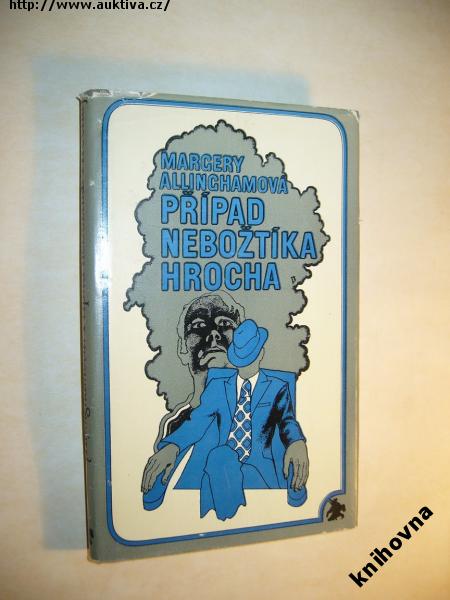 http://www.auktiva.cz/
MARGERY
ALLINGHAMOVÁ
PŘÍPAD
NEBOŽTÍKA
HROCHA
knihovna